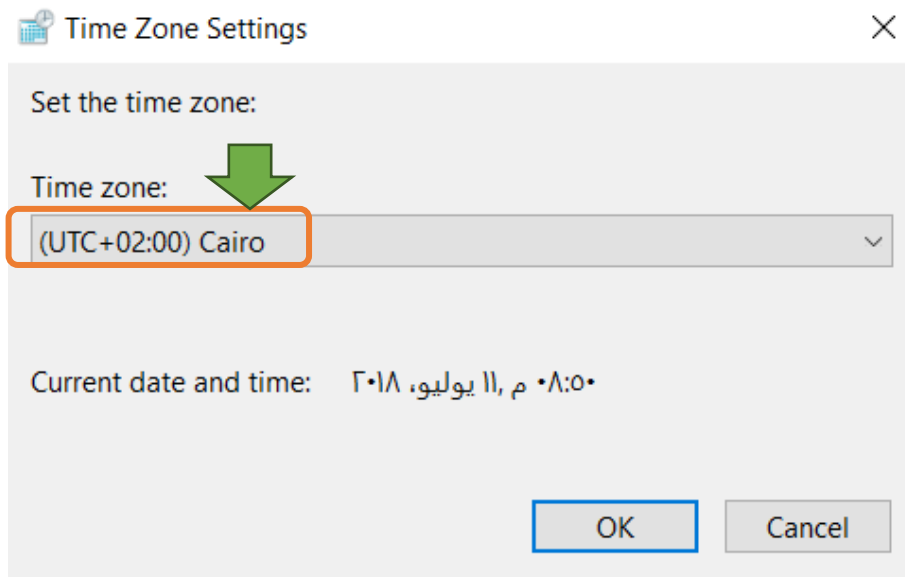 Time Zone Settings
Set the time zone:
Time zone:
(UTC+02:00) Cairo
Current date and time: ٠٨:٥٠ م ,١١ يوليو، ٢٠١٨
OK Cancel